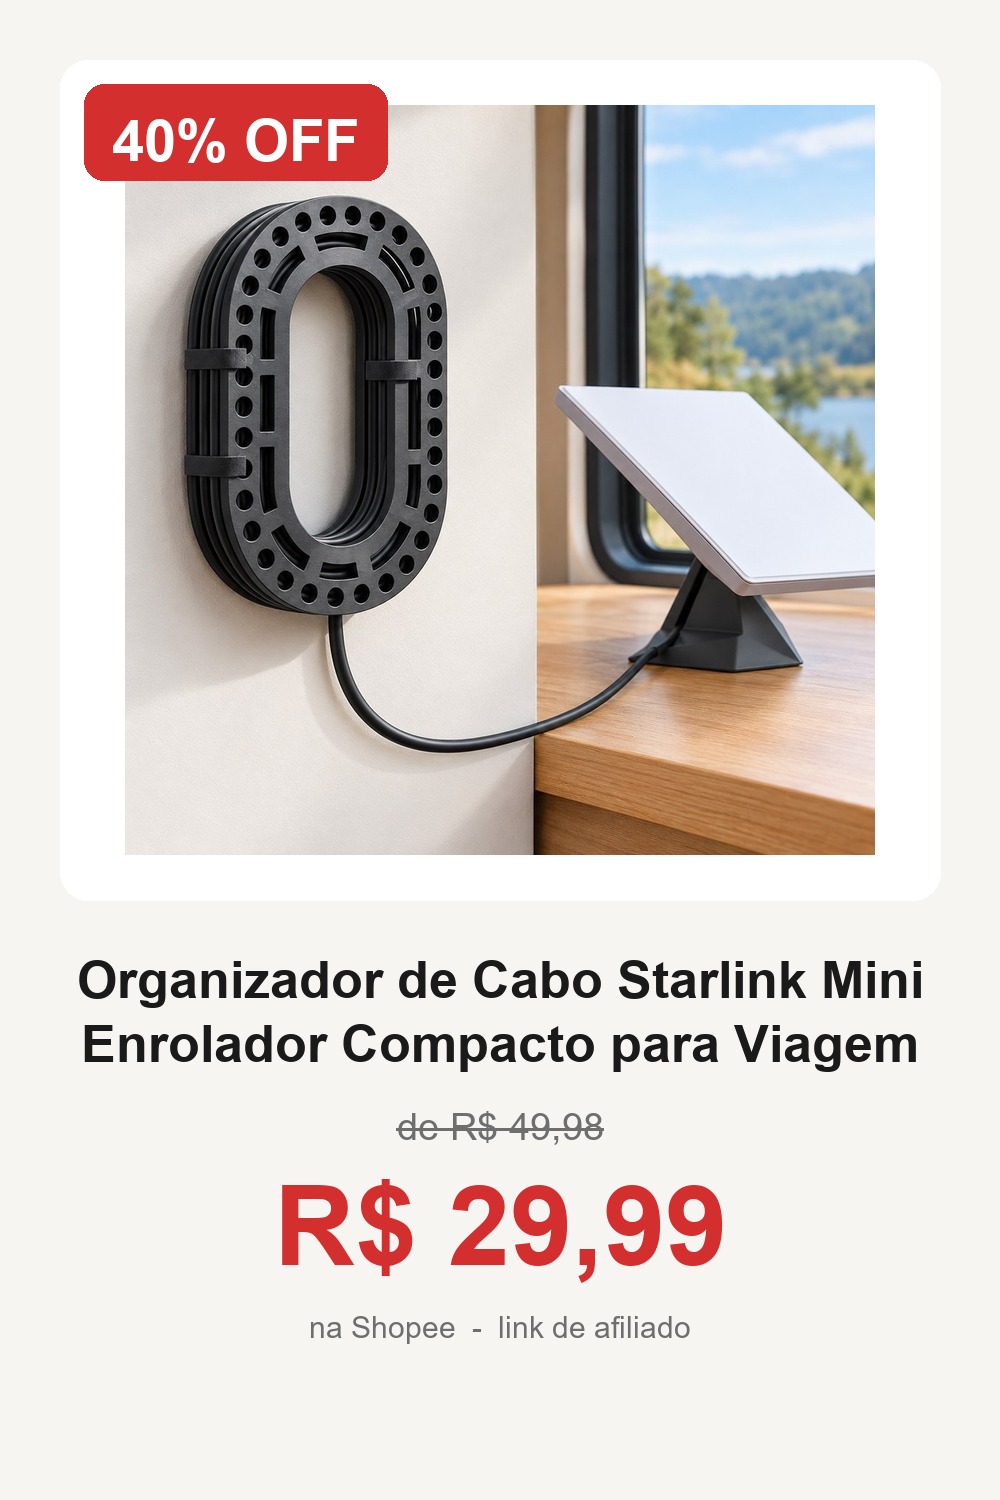 40% OFF
Organizador de Cabo Starlink Mini
Enrolador Compacto para Viagem
de R$ 49,98
R$ 29,99
na Shopee - link de afiliado